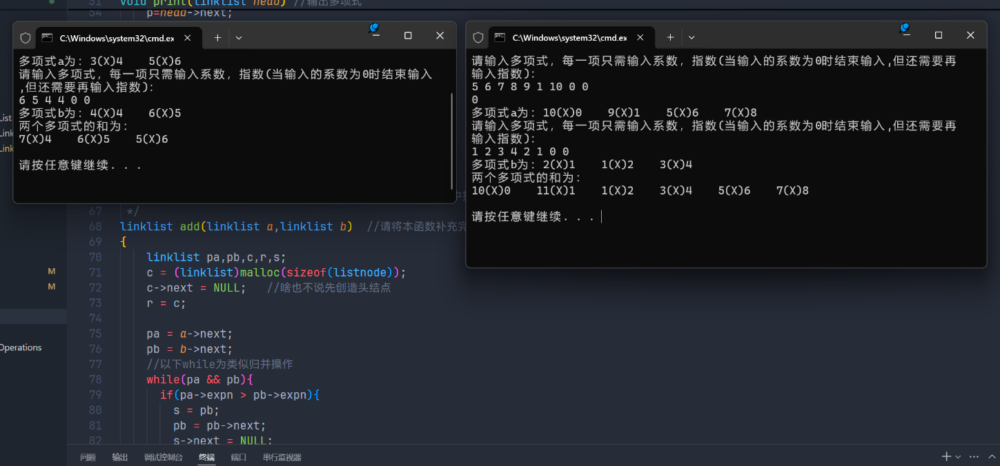 void print(linklist head) //输出多项式
54 p=head->next;
C:\Windows\system32\cmd.ex
多项式a为: 3(X)4 5(X)6
请输入多项式, 每一项只需输入系数, 指数(当输入的系数为0时结束输入
,但还需要再输入指数):
6 5 4 4 0 0
多项式b为: 4(X)4 6(X)5
两个多项式的和为:
7(X)4 6(X)5 5(X)6
请按任意键继续. . .
C:\Windows\system32\cmd.ex
请输入多项式, 每一项只需输入系数, 指数(当输入的系数为0时结束输入,但还需要再
输入指数):
5 6 7 8 9 1 10 0 0
0
多项式a为: 10(X)0 9(X)1 5(X)6 7(X)8
请输入多项式, 每一项只需输入系数, 指数(当输入的系数为0时结束输入,但还需要再
输入指数):
1 2 3 4 2 1 0 0
多项式b为: 2(X)1 1(X)2 3(X)4
两个多项式的和为:
10(X)0 11(X)1 1(X)2 3(X)4 5(X)6 7(X)8
请按任意键继续. . .
List
Link
Link
M
M
Operations
67 */
68 linklist add(linklist a,linklist b) //请将本函数补充完
69 {
70 linklist pa,pb,c,r,s;
71 c = (linklist)malloc(sizeof(listnode));
72 c->next = NULL; //啥也不说先创造头结点
73 r = c;
74
75 pa = a->next;
76 pb = b->next;
77 //以下while为类似归并操作
78 while(pa && pb){
79 if(pa->expn > pb->expn){
80 s = pb;
81 pb = pb->next;
82 s->next = NULL;
问题 输出 调试控制台 终端 端口 串行监视器